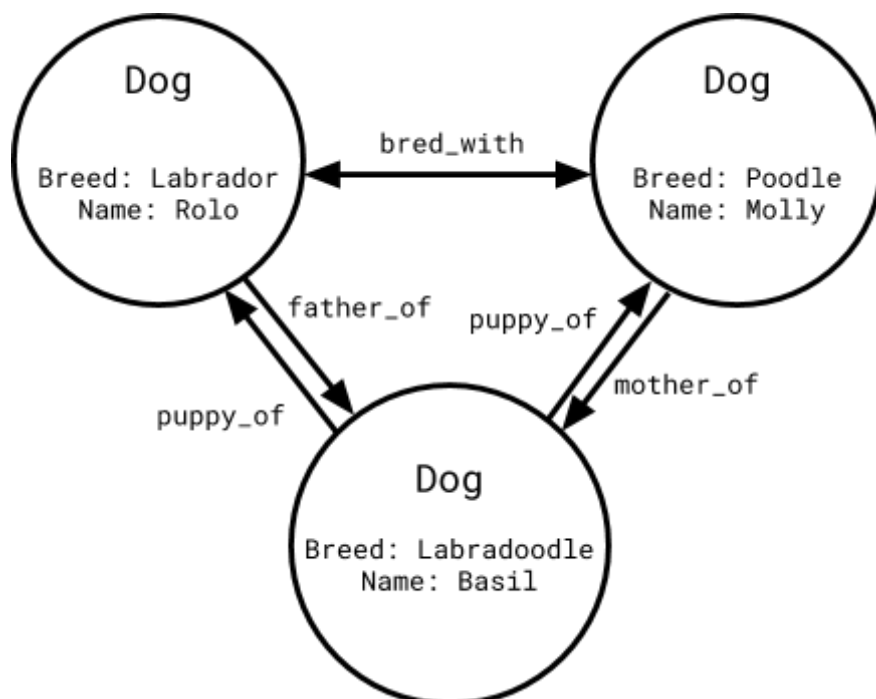 Dog
Breed: Labrador
Name: Rolo
bred_with
Dog
Breed: Poodle
Name: Molly
father_of
puppy_of
puppy_of
mother_of
Dog
Breed: Labradoodle
Name: Basil